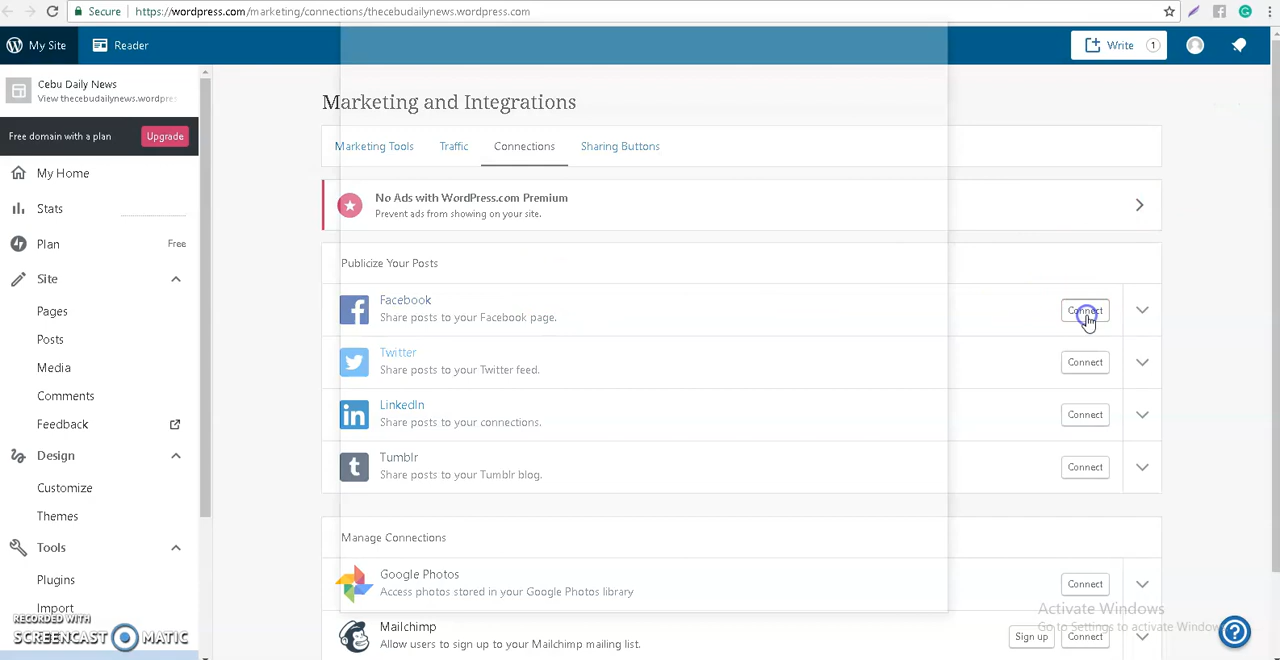 Secure https://wordpress.com/marketing/connections/thecebudailynews.wordpress.com
My Site Reader Write 1
Cebu Daily News
View thecebudailynews.wordpres
Free domain with a plan Upgrade
My Home
Stats
Plan Free
Site
Pages
Posts
Media
Comments
Feedback
Design
Customize
Themes
Tools
Plugins
Import
RECORDED WITH
SCREENCAST MATIC
Marketing and Integrations
Marketing Tools Traffic Connections Sharing Buttons
No Ads with WordPress.com Premium
Prevent ads from showing on your site.
Publicize Your Posts
Facebook
Share posts to your Facebook page.
Connect
Twitter
Share posts to your Twitter feed.
Connect
LinkedIn
Share posts to your connections.
Connect
Tumblr
Share posts to your Tumblr blog.
Connect
Manage Connections
Google Photos
Access photos stored in your Google Photos library
Connect
Mailchimp
Allow users to sign up to your Mailchimp mailing list.
Sign up Connect
Activate Windows
Go to Settings to activate Window